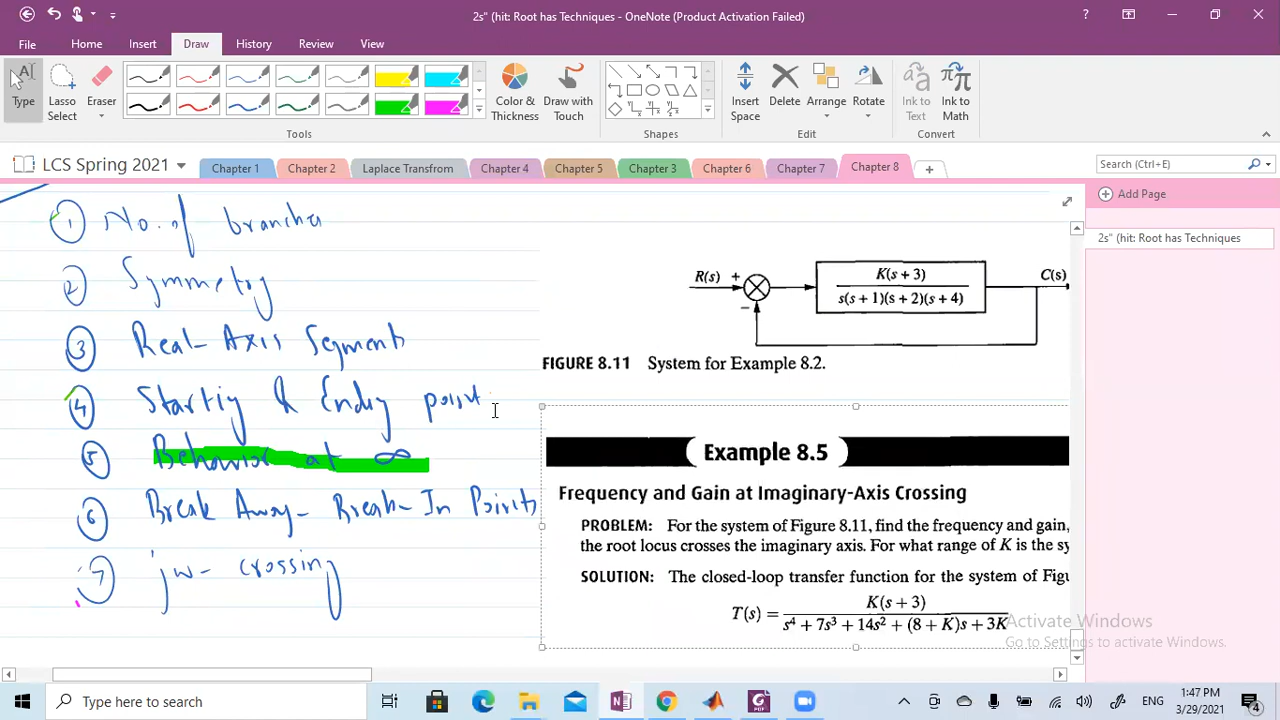 2s" (hit: Root has Techniques - OneNote (Product Activation Failed)
File Home Insert Draw History Review View
Type Lasso Select Eraser Color & Thickness Draw with Touch Insert Space Delete Arrange Rotate Ink to Text Ink to Math
Tools Shapes Edit Convert
LCS Spring 2021 Chapter 1 Chapter 2 Laplace Transfrom Chapter 4 Chapter 5 Chapter 3 Chapter 6 Chapter 7 Chapter 8 Search (Ctrl+E)
Add Page
2s" (hit: Root has Techniques
1 No. of branches
2 Symmetry
3 Real-Axis Segments
4 Starting & Ending point
5 Behavior at ∞
6 Break Away- Break-In Points
7 jw- crossing
R(s) + − K(s + 3) C(s)
s(s + 1)(s + 2)(s + 4)
FIGURE 8.11 System for Example 8.2.
Example 8.5
Frequency and Gain at Imaginary-Axis Crossing
PROBLEM: For the system of Figure 8.11, find the frequency and gain,
the root locus crosses the imaginary axis. For what range of K is the sy
SOLUTION: The closed-loop transfer function for the system of Figu
T(s) = K(s + 3)
s⁴ + 7s³ + 14s² + (8 + K)s + 3K
Activate Windows
Go to Settings to activate Windows.
Type here to search
ENG
1:47 PM
3/29/2021
4